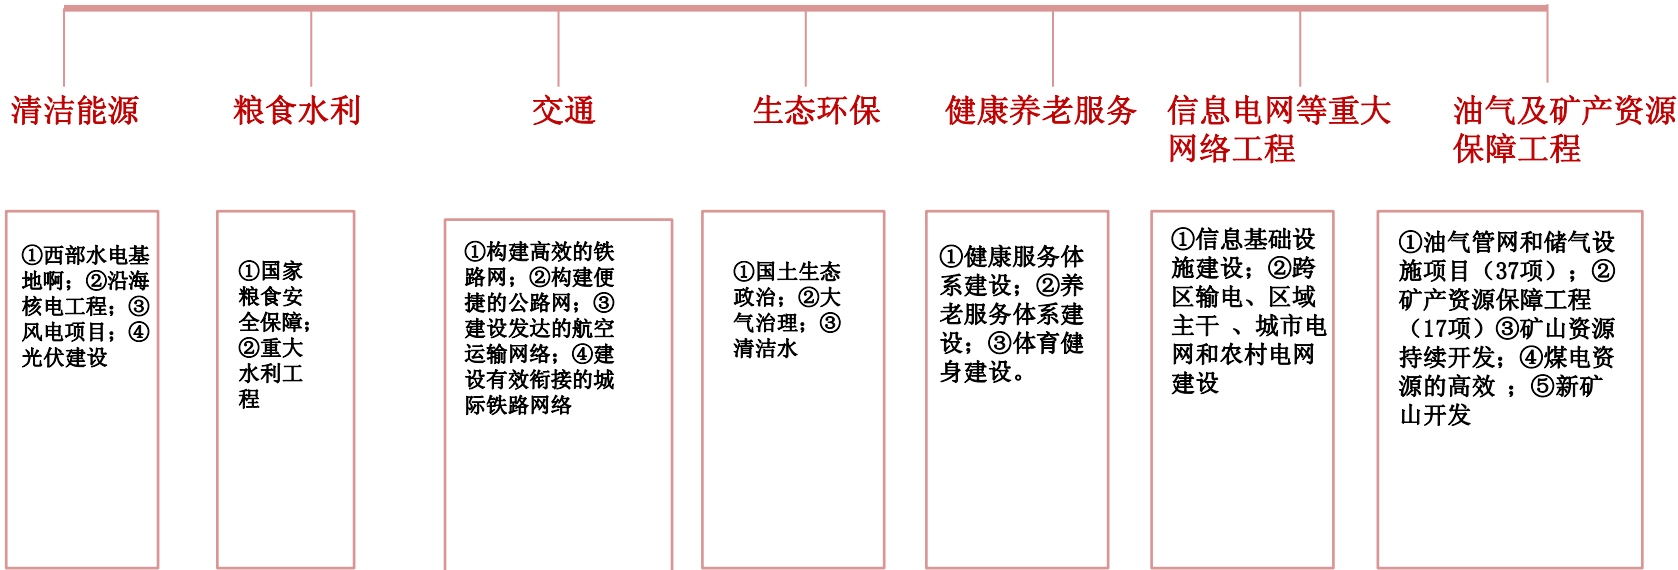 清洁能源
粮食水利
交通
生态环保
健康养老服务
信息电网等重大
网络工程
油气及矿产资源
保障工程
①西部水电基
地啊；②沿海
核电工程；③
风电项目；④
光伏建设
①国家
粮食安
全保障；
②重大
水利工
程
①构建高效的铁
路网；②构建便
捷的公路网；③
建设发达的航空
运输网络；④建
设有效衔接的城
际铁路网络
①国土生态
政治；②大
气治理；③
清洁水
①健康服务体
系建设；②养
老服务体系建
设；③体育健
身建设。
①信息基础设
施建设；②跨
区输电、区域
主干 、城市电
网和农村电网
建设
①油气管网和储气设
施项目（37项）；②
矿产资源保障工程
（17项）③矿山资源
持续开发；④煤电资
源的高效 ；⑤新矿
山开发